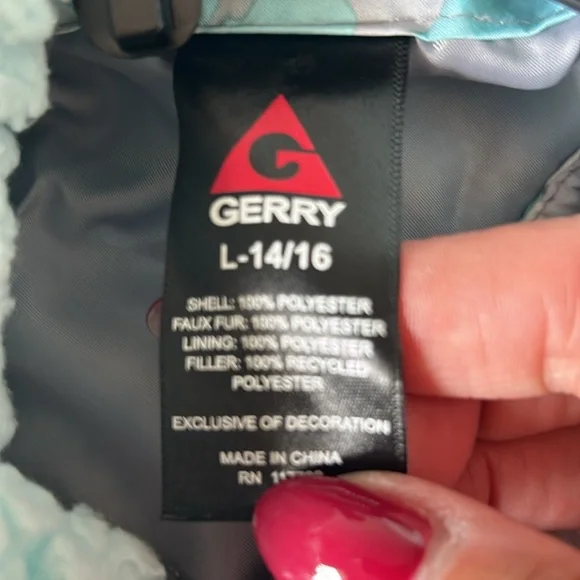 GERRY
L-14/16
SHELL: 100% POLYESTER
FAUX FUR: 100% POLYESTER
LINING: 100% POLYESTER
FILLER: 100% RECYCLED
POLYESTER
EXCLUSIVE OF DECORATION
MADE IN CHINA
RN